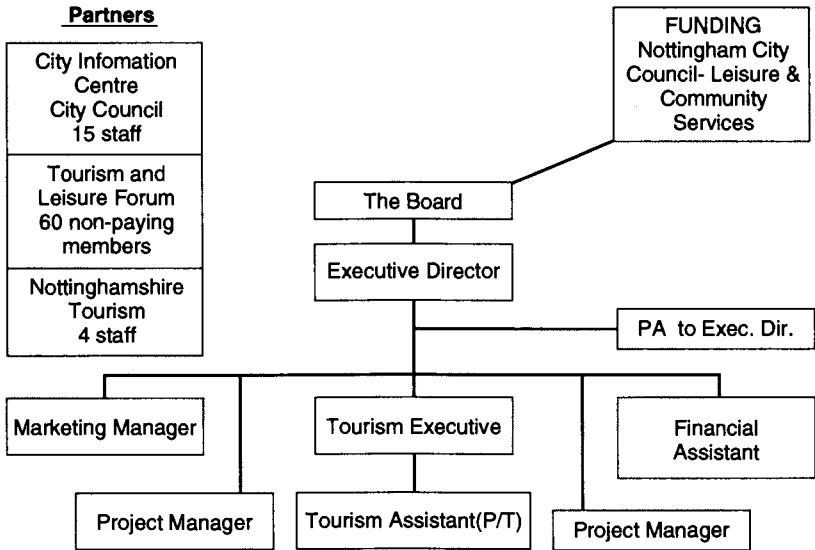 Partners
City Infomation
Centre
City Council
15 staff
Tourism and
Leisure Forum
60 non-paying
members
Nottinghamshire
Tourism
4 staff
FUNDING
Nottingham City
Council- Leisure &
Community
Services
The Board
Executive Director
PA to Exec. Dir.
Marketing Manager
Tourism Executive
Financial
Assistant
Project Manager
Tourism Assistant(P/T)
Project Manager